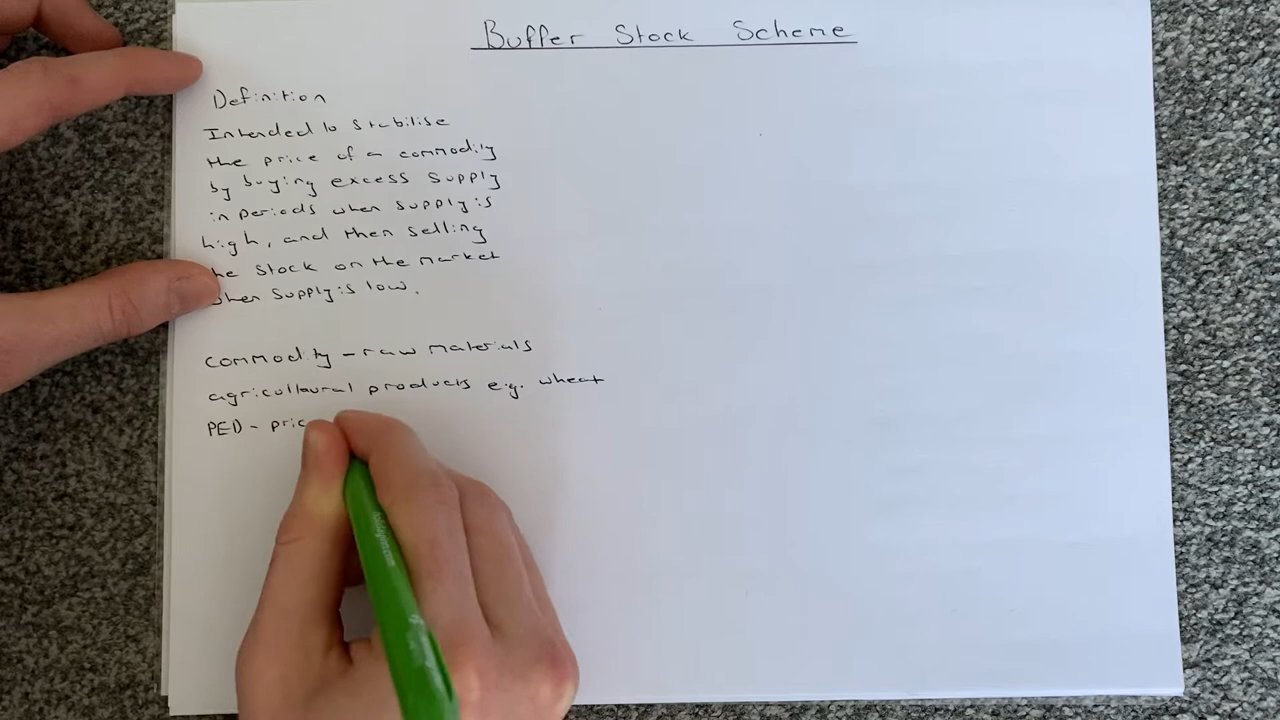 Buffer Stock Scheme
Definition
Intended to stabilise
the price of a commodity
by buying excess supply
in periods when supply is
high, and then selling
the stock on the market
when supply is low.
commodity - raw materials
agricultaural products e.g. wheat
PED - pric